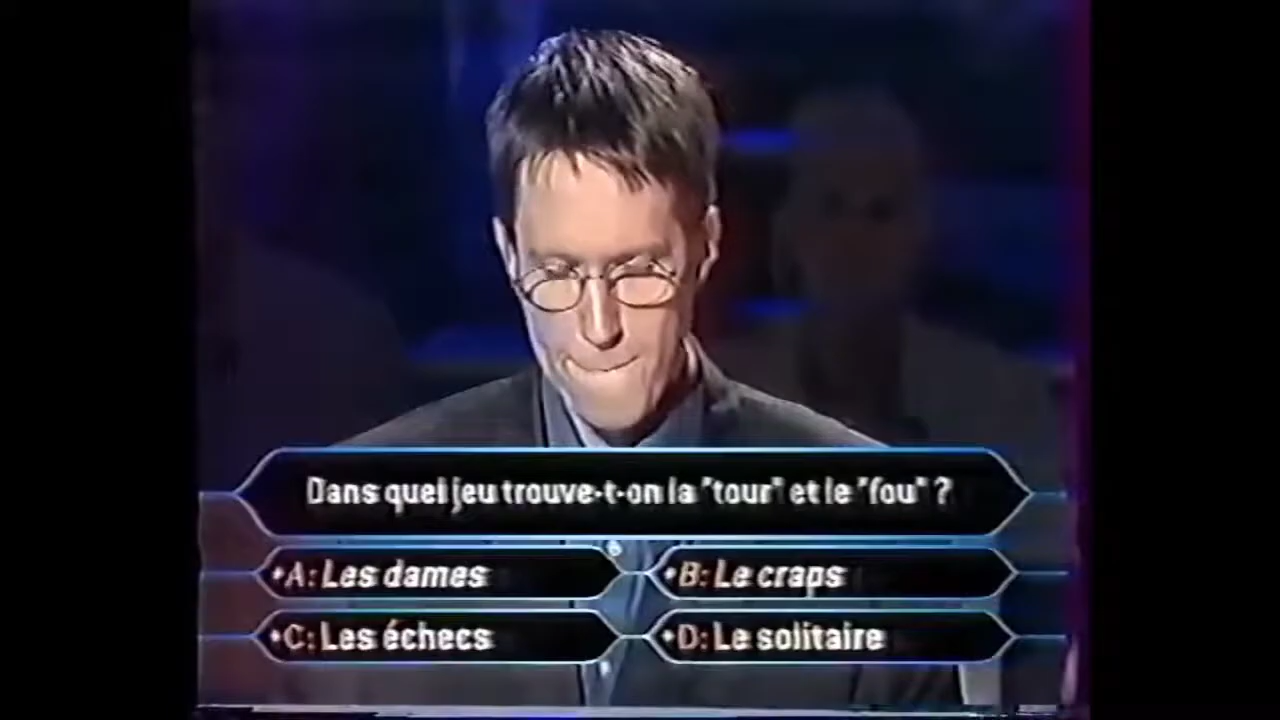 Dans quel jeu trouve-t-on la "tour" et le "fou" ?
•A: Les dames
•B: Le craps
•C: Les échecs
•D: Le solitaire